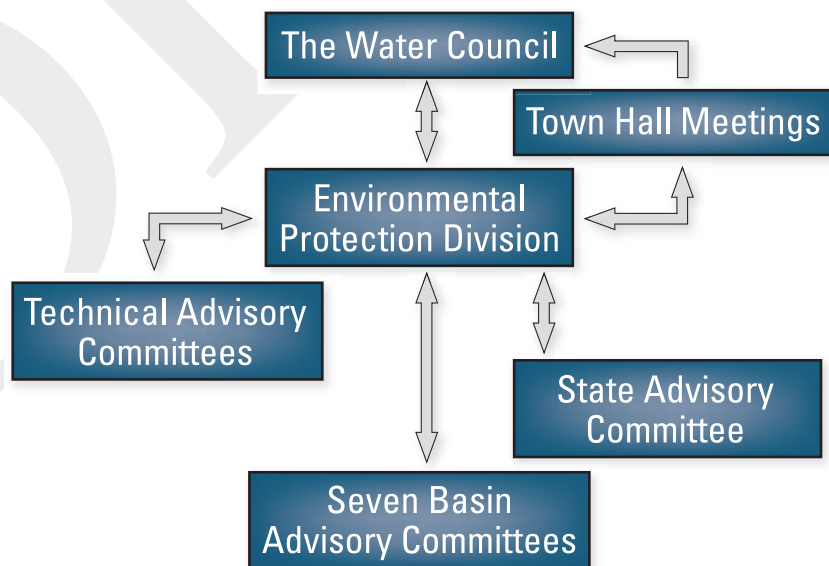 The Water Council
Town Hall Meetings
Environmental
Protection Division
Technical Advisory
Committees
State Advisory
Committee
Seven Basin
Advisory Committees